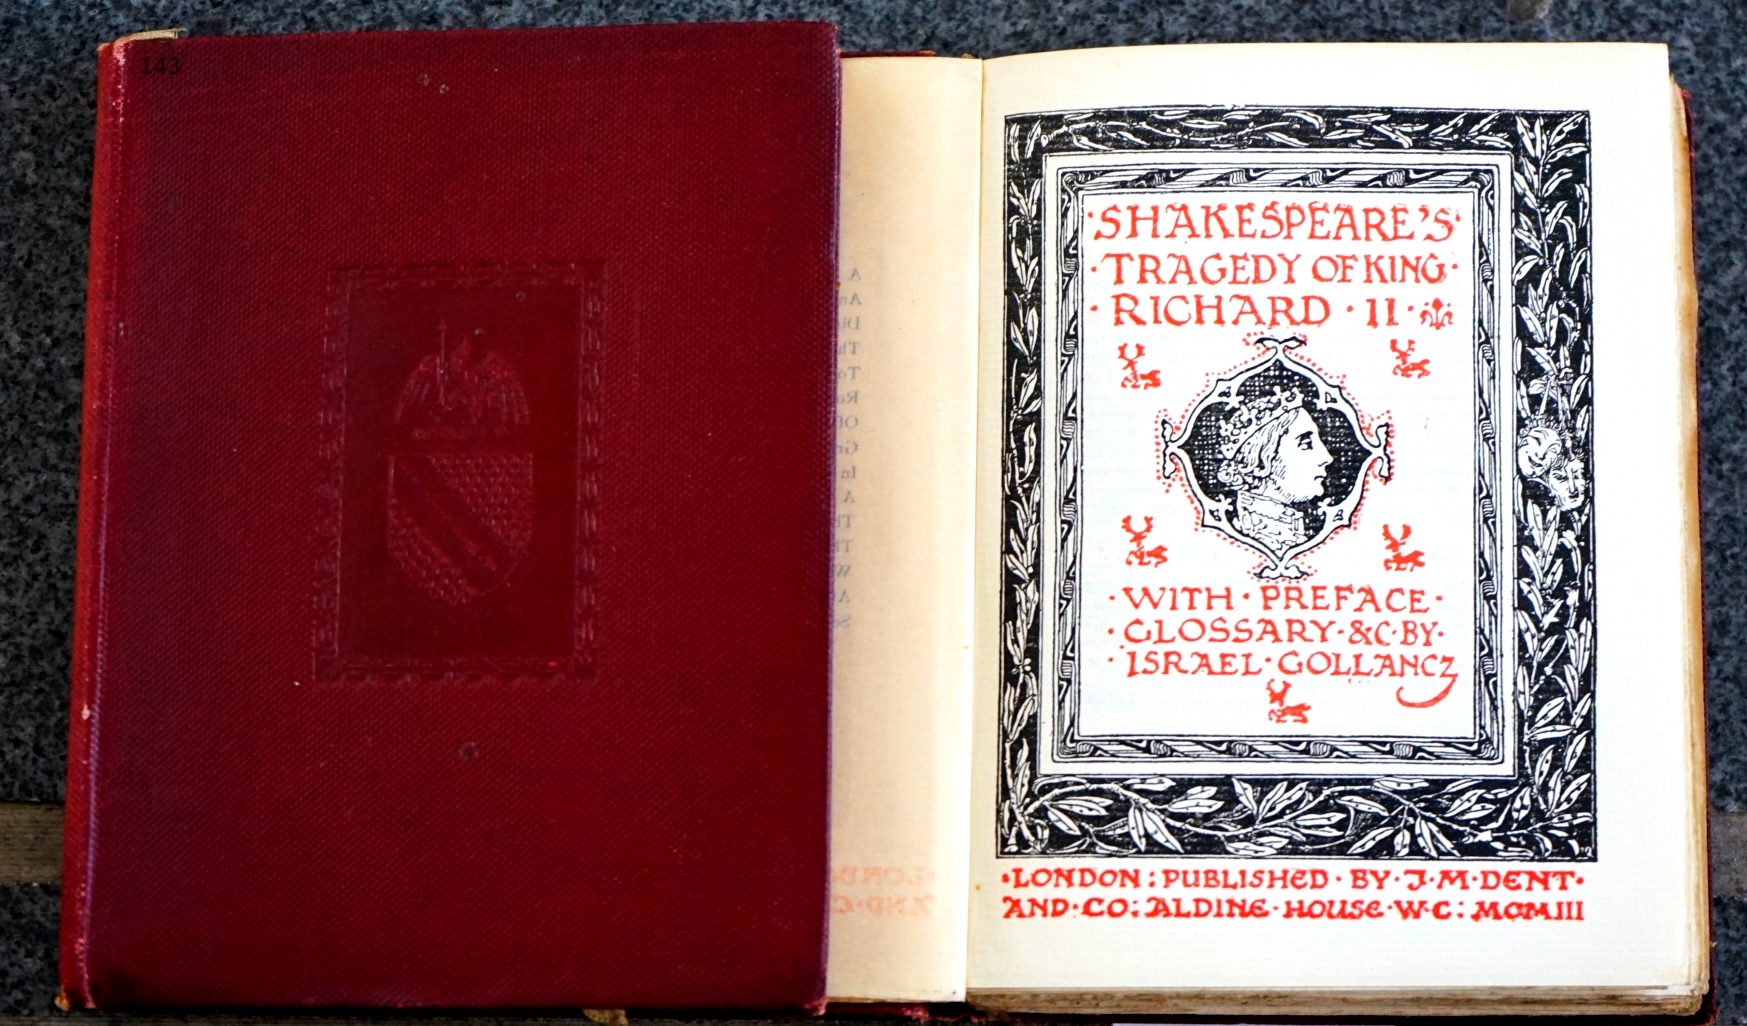 143
·SHAKESPEARE'S·
·TRAGEDY OF KING·
·RICHARD·II·
·WITH·PREFACE·
·GLOSSARY·&C·BY·
·ISRAEL·GOLLANCZ
·LONDON:PUBLISHED·BY·J·M·DENT·
AND·CO:ALDINE·HOUSE·W·C:MCMIII